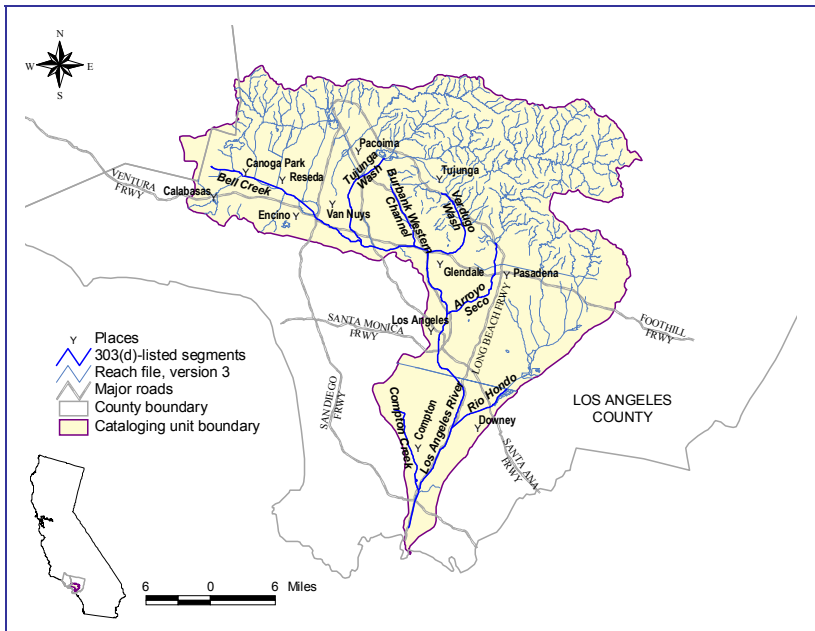 N
W E
S
Pacoima
Canoga Park
Tujunga
Tujunga
Wash
Reseda
Bell Creek
VENTURA
FRWY
Calabasas
Burbank Western
Channel
Verdugo
Wash
Encino
Van Nuys
Glendale
Pasadena
Arroyo
Seco
Los Angeles
SANTA MONICA
FRWY
LONG BEACH FRWY
FOOTHILL
FRWY
Places
303(d)-listed segments
Reach file, version 3
Major roads
County boundary
Cataloging unit boundary
SAN DIEGO
FRWY
Compton Creek
Compton
Los Angeles River
Rio Hondo
Downey
SANTA ANA
FRWY
LOS ANGELES
COUNTY
6 0 6 Miles